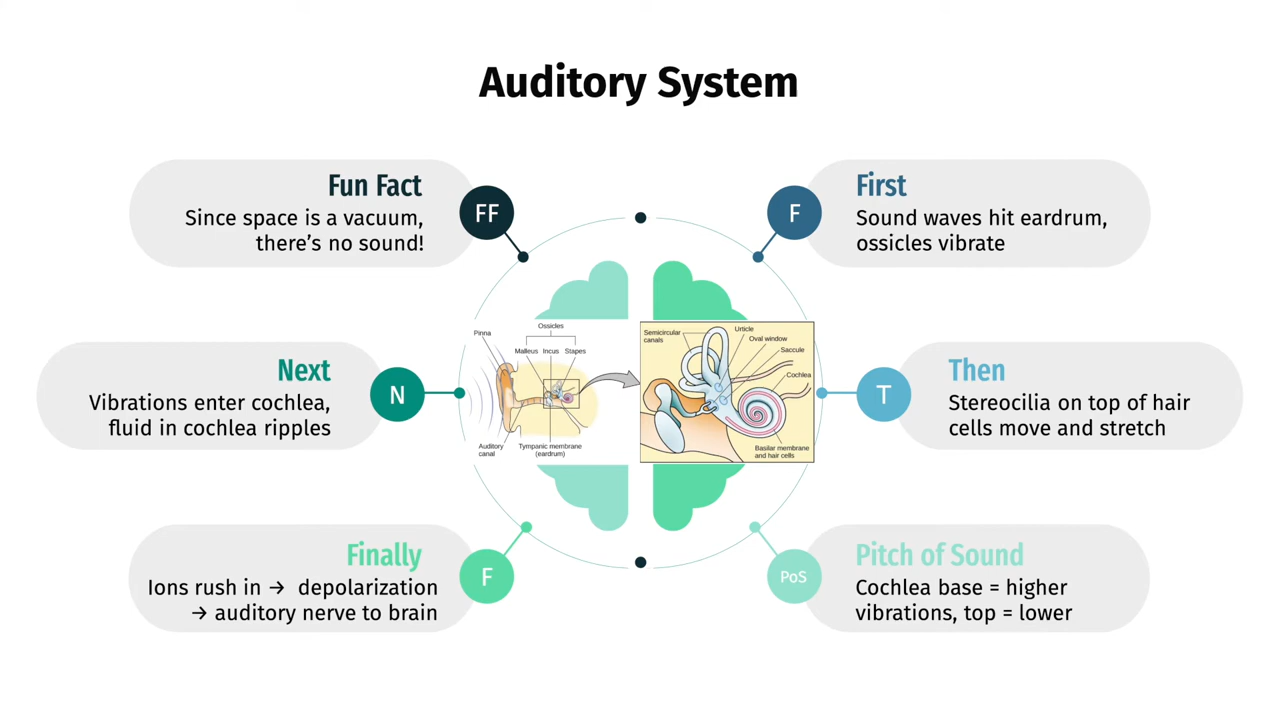 Auditory System
Fun Fact
Since space is a vacuum,
there's no sound!
FF
F
First
Sound waves hit eardrum,
ossicles vibrate
Next
Vibrations enter cochlea,
fluid in cochlea ripples
N
Pinna
Ossicles
Malleus Incus Stapes
Auditory
canal
Tympanic membrane
(eardrum)
Semicircular
canals
Urticle
Oval window
Saccule
Cochlea
Basilar membrane
and hair cells
T
Then
Stereocilia on top of hair
cells move and stretch
Finally
Ions rush in → depolarization
→ auditory nerve to brain
F
PoS
Pitch of Sound
Cochlea base = higher
vibrations, top = lower